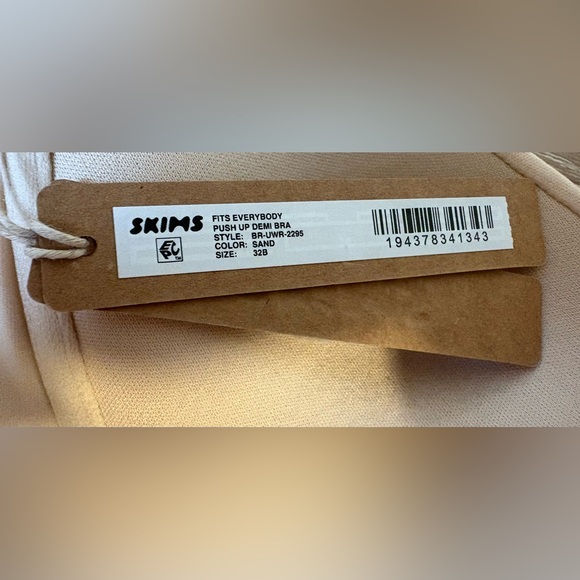 SKIMS
FITS EVERYBODY
PUSH UP DEMI BRA
STYLE: BR-UWR-2295
COLOR: SAND
SIZE: 32B
194378341343